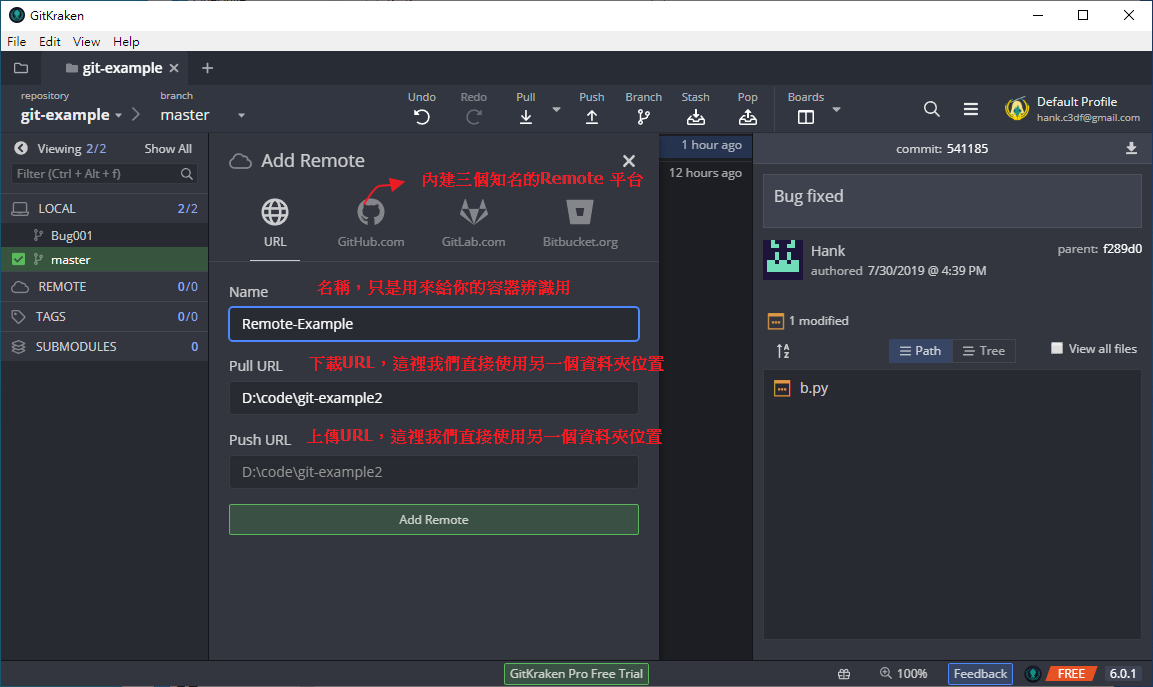 GitKraken
File Edit View Help
git-example
repository
git-example
branch
master
Undo
Redo
Pull
Push
Branch
Stash
Pop
Boards
Default Profile
hank.c3df@gmail.com
Viewing 2/2 Show All
Filter (Ctrl + Alt + f)
LOCAL 2/2
Bug001
master
REMOTE 0/0
TAGS 0/0
SUBMODULES 0
Add Remote
內建三個知名的Remote 平台
URL
GitHub.com
GitLab.com
Bitbucket.org
Name
名稱，只是用來給你的容器辨識用
Remote-Example
Pull URL
下載URL，這裡我們直接使用另一個資料夾位置
D:\code\git-example2
Push URL
上傳URL，這裡我們直接使用另一個資料夾位置
D:\code\git-example2
Add Remote
1 hour ago
12 hours ago
commit: 541185
Bug fixed
Hank
authored 7/30/2019 @ 4:39 PM
parent: f289d0
1 modified
A
Z
Path
Tree
View all files
b.py
GitKraken Pro Free Trial
100%
Feedback
FREE
6.0.1